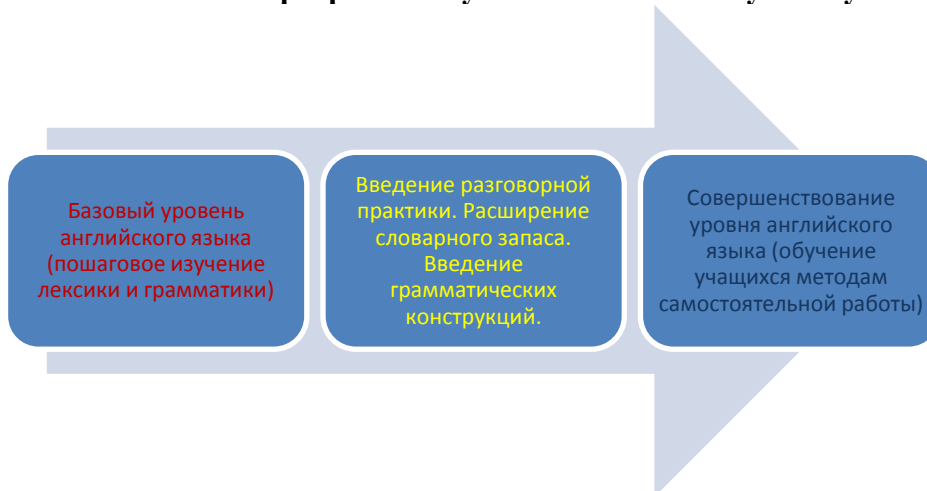 Базовый уровень
английского языка
(пошаговое изучение
лексики и грамматики)
Введение разговорной
практики. Расширение
словарного запаса.
Введение
грамматических
конструкций.
Совершенствование
уровня английского
языка (обучение
учащихся методам
самостоятельной работы)